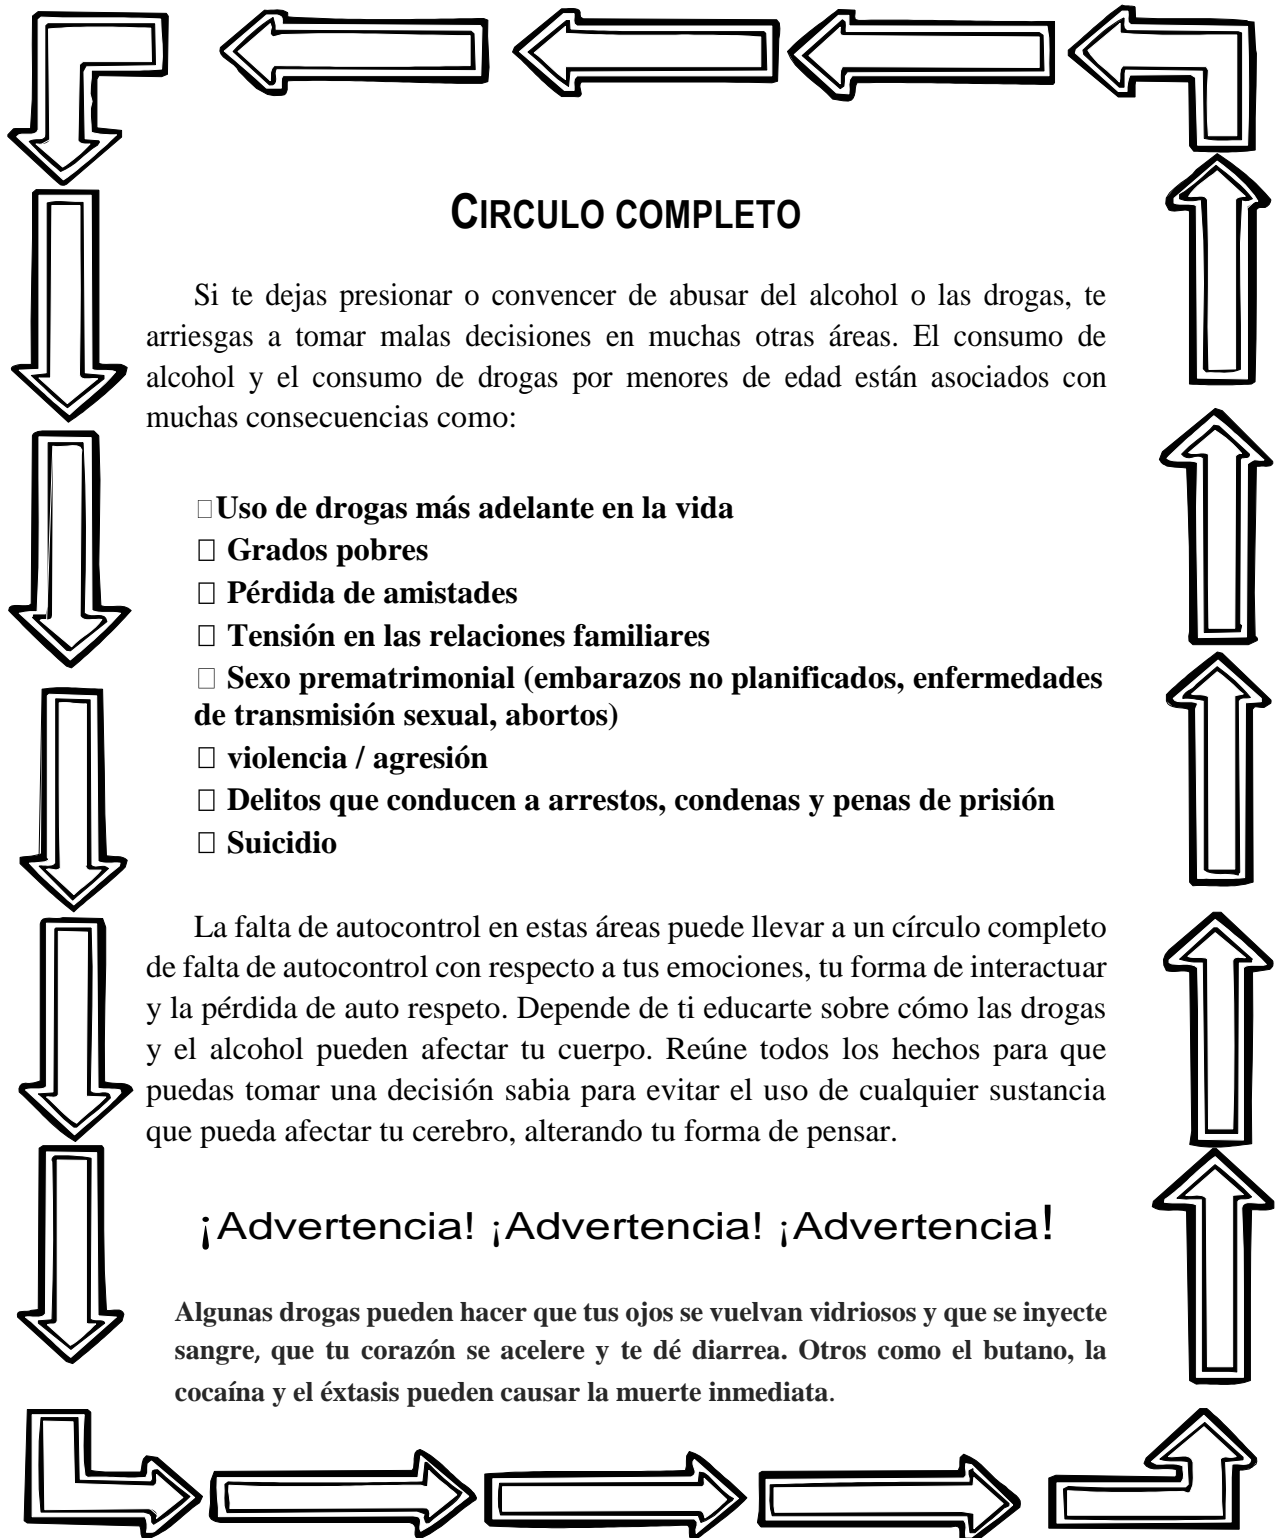 CIRCULO COMPLETO
Si te dejas presionar o convencer de abusar del alcohol o las drogas, te
arriesgas a tomar malas decisiones en muchas otras áreas. El consumo de
alcohol y el consumo de drogas por menores de edad están asociados con
muchas consecuencias como:
□Uso de drogas más adelante en la vida
□ Grados pobres
□ Pérdida de amistades
□ Tensión en las relaciones familiares
□ Sexo prematrimonial (embarazos no planificados, enfermedades
de transmisión sexual, abortos)
□ violencia / agresión
□ Delitos que conducen a arrestos, condenas y penas de prisión
□ Suicidio
La falta de autocontrol en estas áreas puede llevar a un círculo completo
de falta de autocontrol con respecto a tus emociones, tu forma de interactuar
y la pérdida de auto respeto. Depende de ti educarte sobre cómo las drogas
y el alcohol pueden afectar tu cuerpo. Reúne todos los hechos para que
puedas tomar una decisión sabia para evitar el uso de cualquier sustancia
que pueda afectar tu cerebro, alterando tu forma de pensar.
¡Advertencia! ¡Advertencia! ¡Advertencia!
Algunas drogas pueden hacer que tus ojos se vuelvan vidriosos y que se inyecte
sangre, que tu corazón se acelere y te dé diarrea. Otros como el butano, la
cocaína y el éxtasis pueden causar la muerte inmediata.